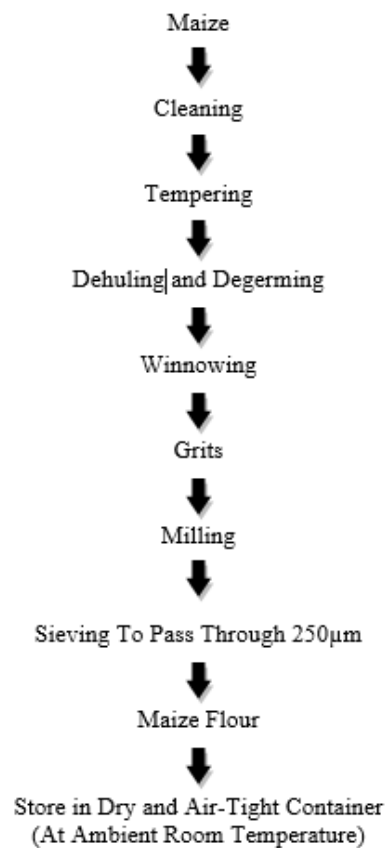 Maize
Cleaning
Tempering
Dehuling and Degerming
Winnowing
Grits
Milling
Sieving To Pass Through 250µm
Maize Flour
Store in Dry and Air-Tight Container
(At Ambient Room Temperature)